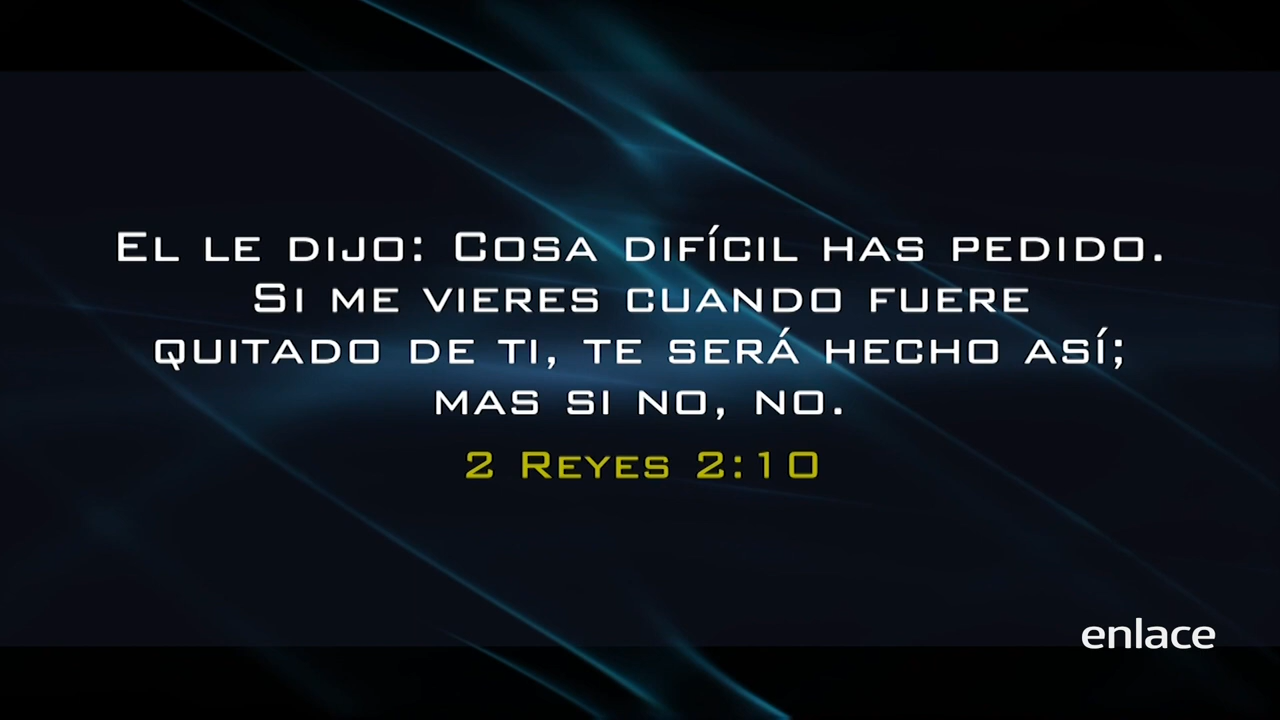 El le dijo: Cosa difícil has pedido.
Si me vieres cuando fuere
quitado de ti, te será hecho así;
mas si no, no.
2 Reyes 2:10
enlace